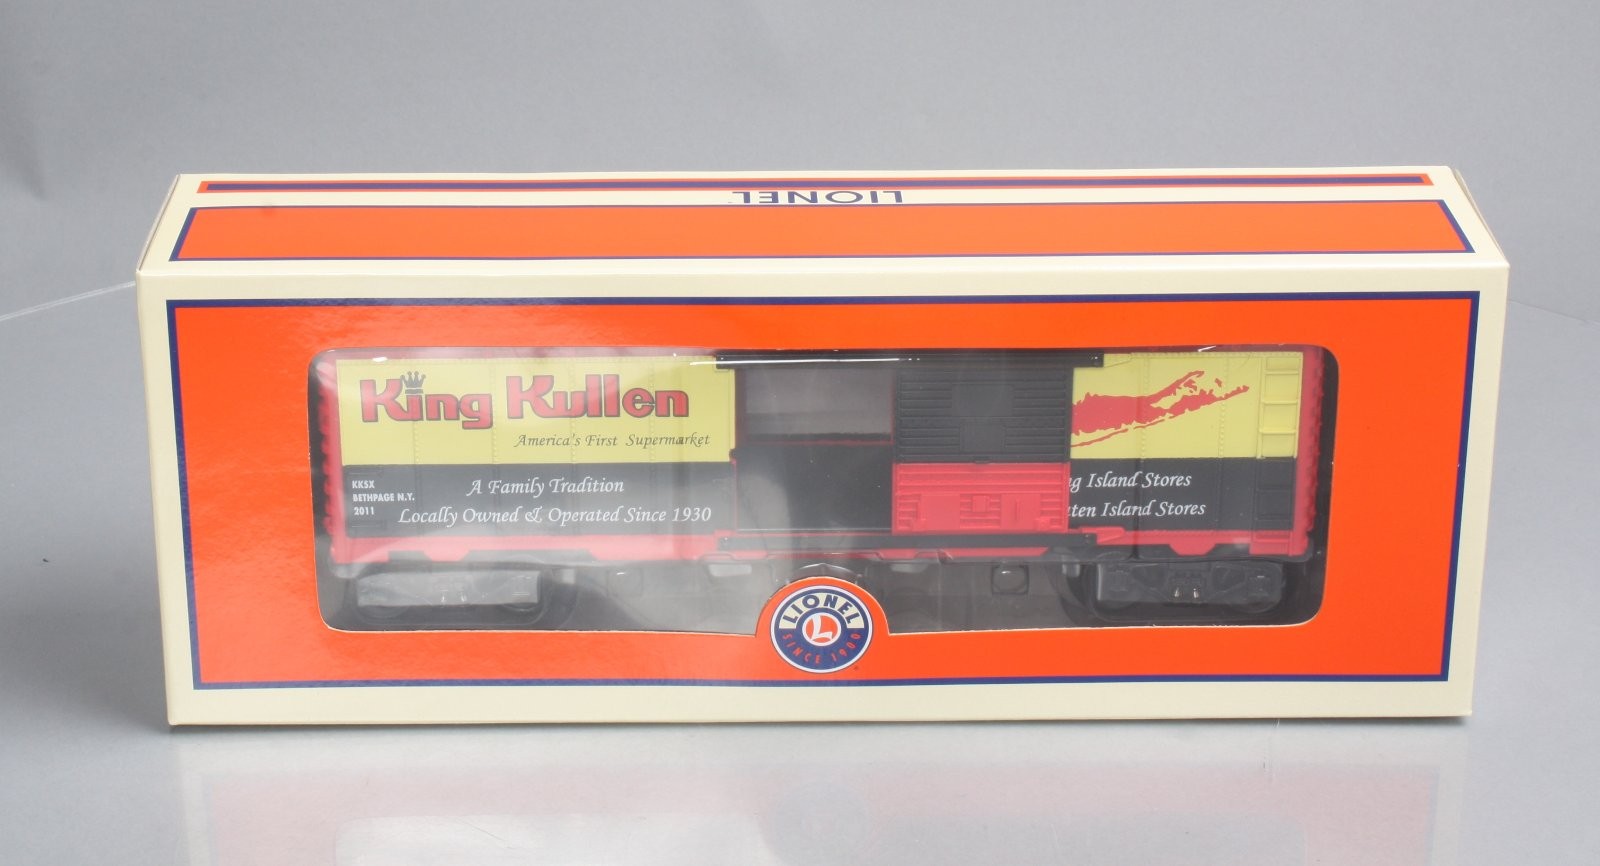 LIONEL
King Kullen
America's First Supermarket
KKSX
BETHPAGE N.Y.
2011
A Family Tradition
Locally Owned & Operated Since 1930
Island Stores
Island Stores
LIONEL
L
SINCE 1900